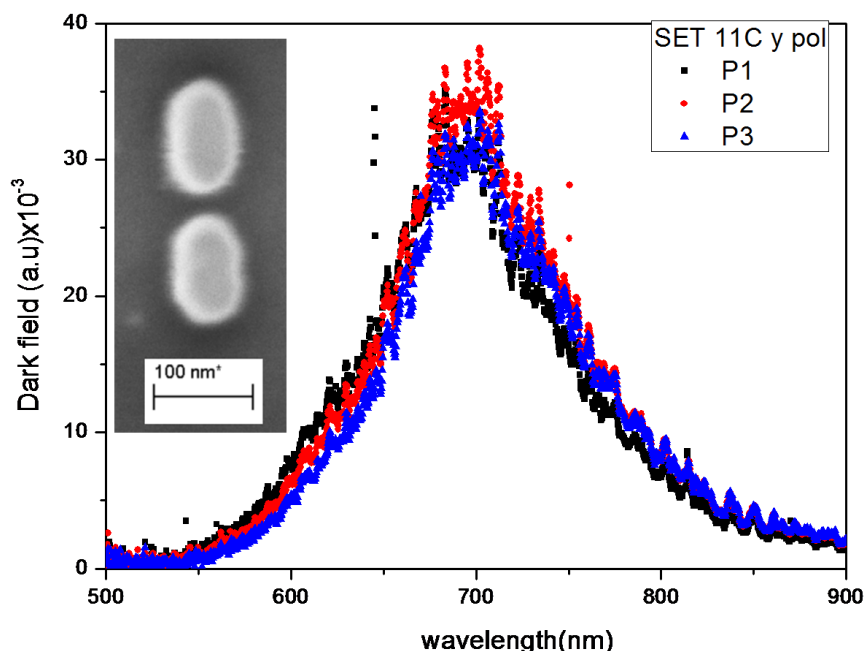 40
30
20
10
0
Dark field (a.u)x10⁻³
500
600
700
800
900
wavelength(nm)
100 nm*
SET 11C y pol
P1
P2
P3